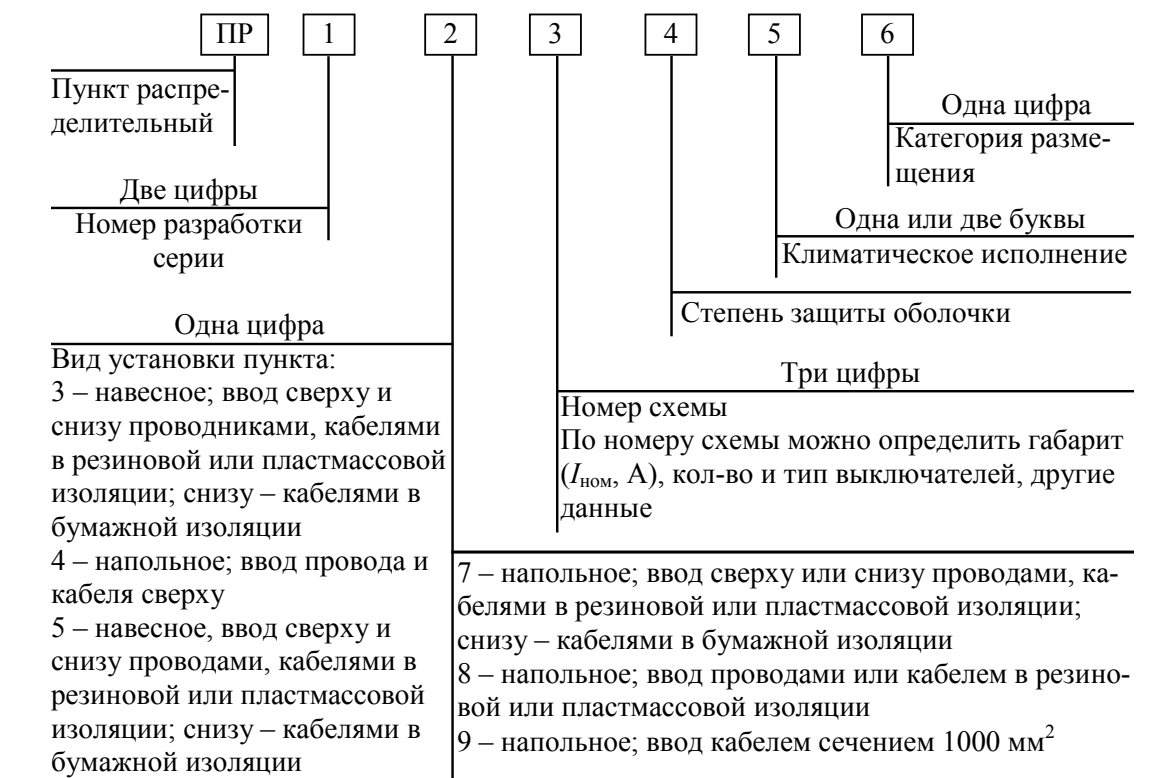 ПР 1 2 3 4 5 6
Пункт распре-
делительный
Одна цифра
Категория разме-
щения
Две цифры
Номер разработки
серии
Одна или две буквы
Климатическое исполнение
Степень защиты оболочки
Одна цифра
Вид установки пункта:
3 – навесное; ввод сверху и
снизу проводниками, кабелями
в резиновой или пластмассовой
изоляции; снизу – кабелями в
бумажной изоляции
4 – напольное; ввод провода и
кабеля сверху
5 – навесное, ввод сверху и
снизу проводами, кабелями в
резиновой или пластмассовой
изоляции; снизу – кабелями в
бумажной изоляции
Три цифры
Номер схемы
По номеру схемы можно определить габарит
(Iном, А), кол-во и тип выключателей, другие
данные
7 – напольное; ввод сверху или снизу проводами, ка-
белями в резиновой или пластмассовой изоляции;
снизу – кабелями в бумажной изоляции
8 – напольное; ввод проводами или кабелем в резино-
вой или пластмассовой изоляции
9 – напольное; ввод кабелем сечением 1000 мм²